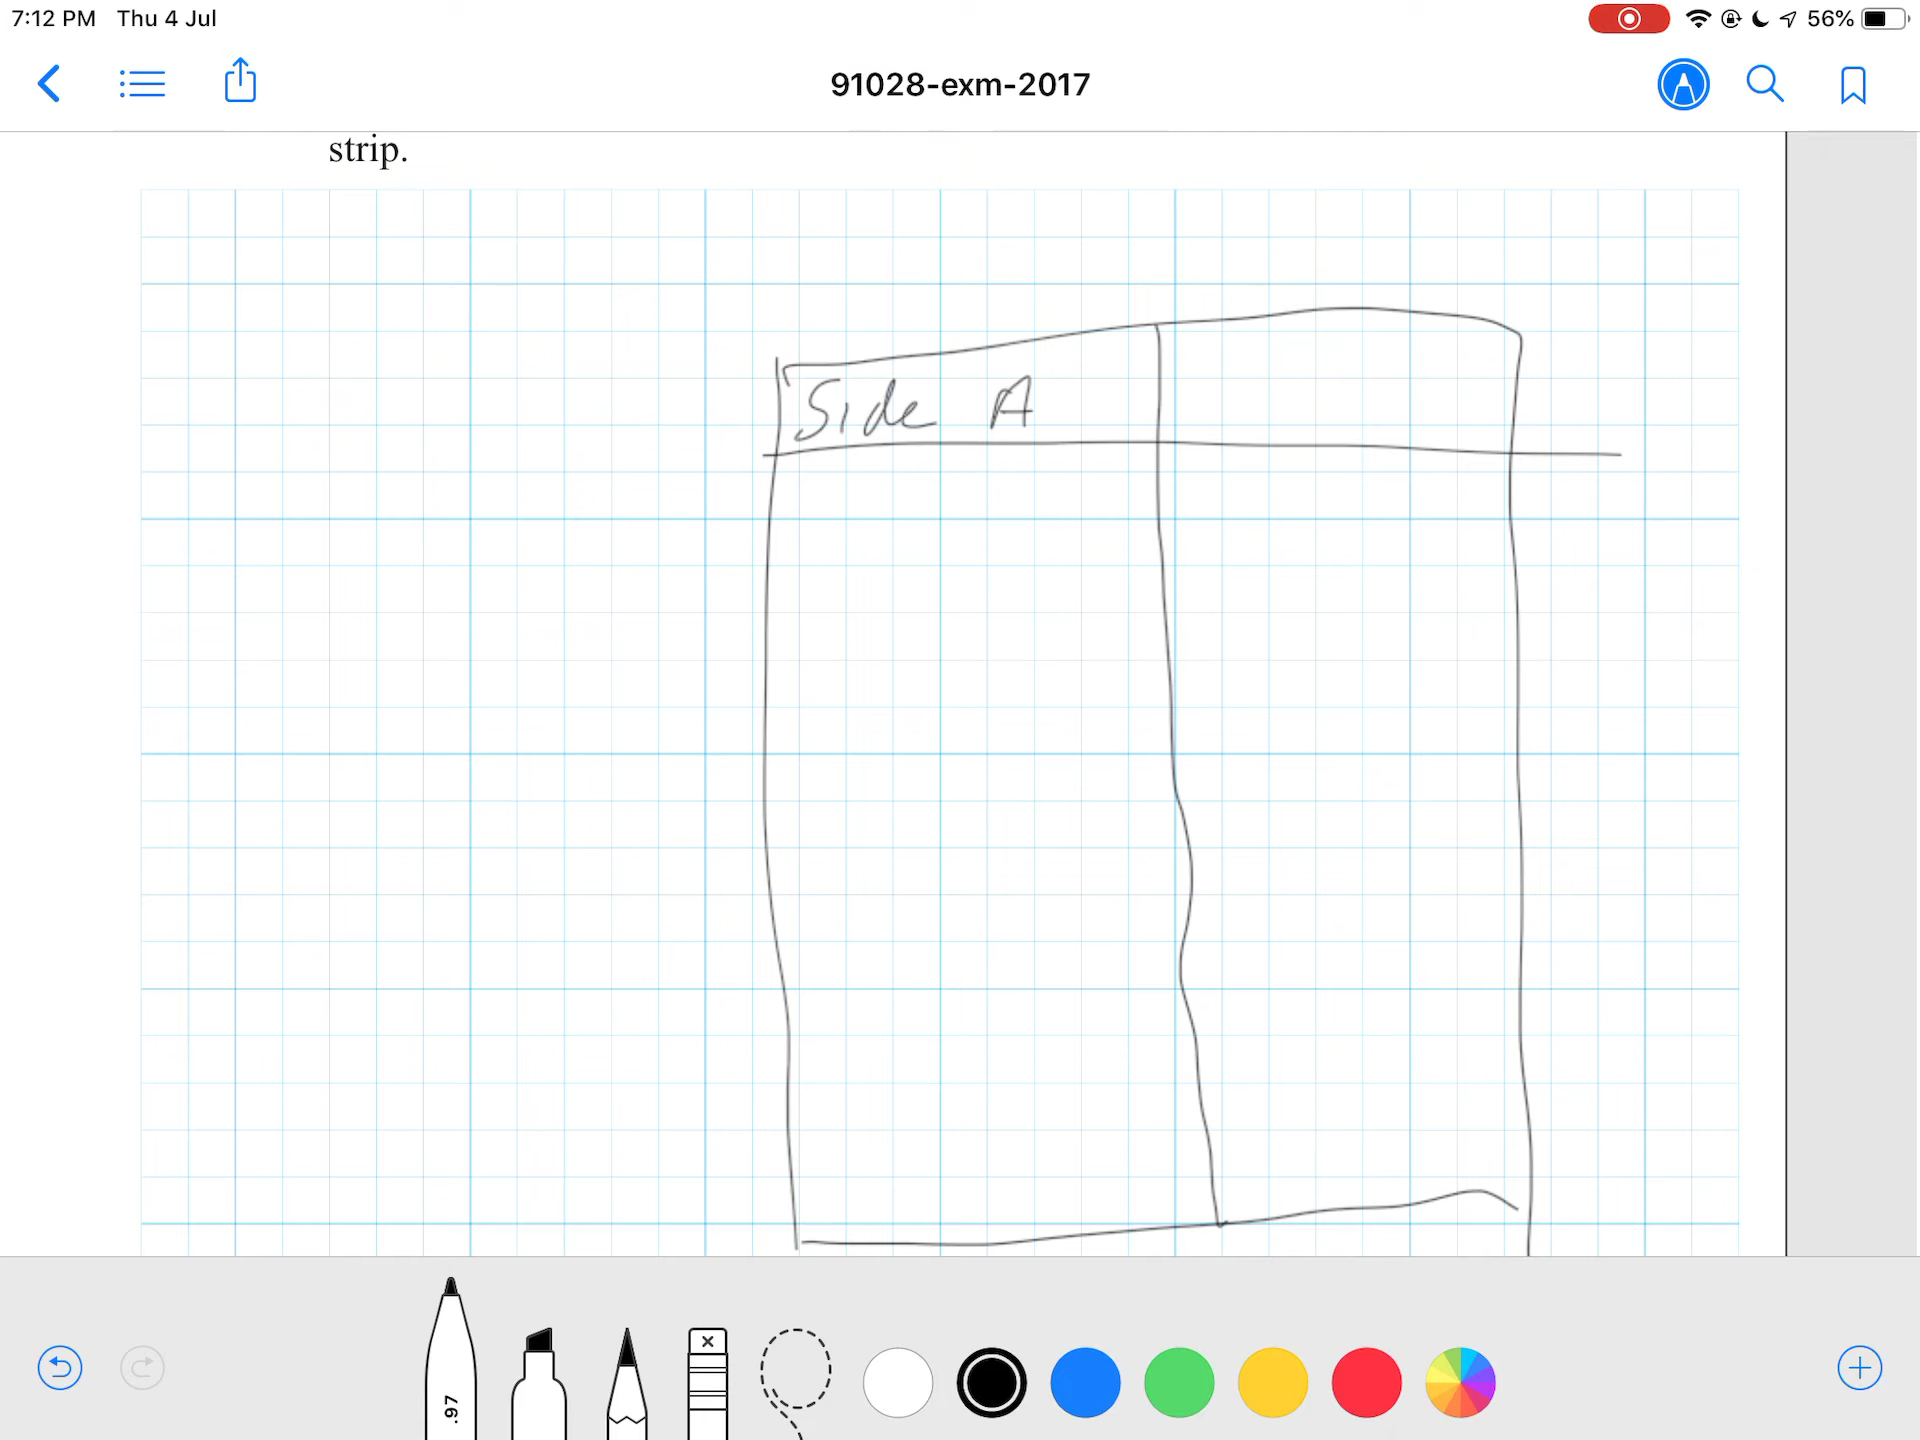 7:12 PM Thu 4 Jul
56%
91028-exm-2017
strip.
Side A
.97